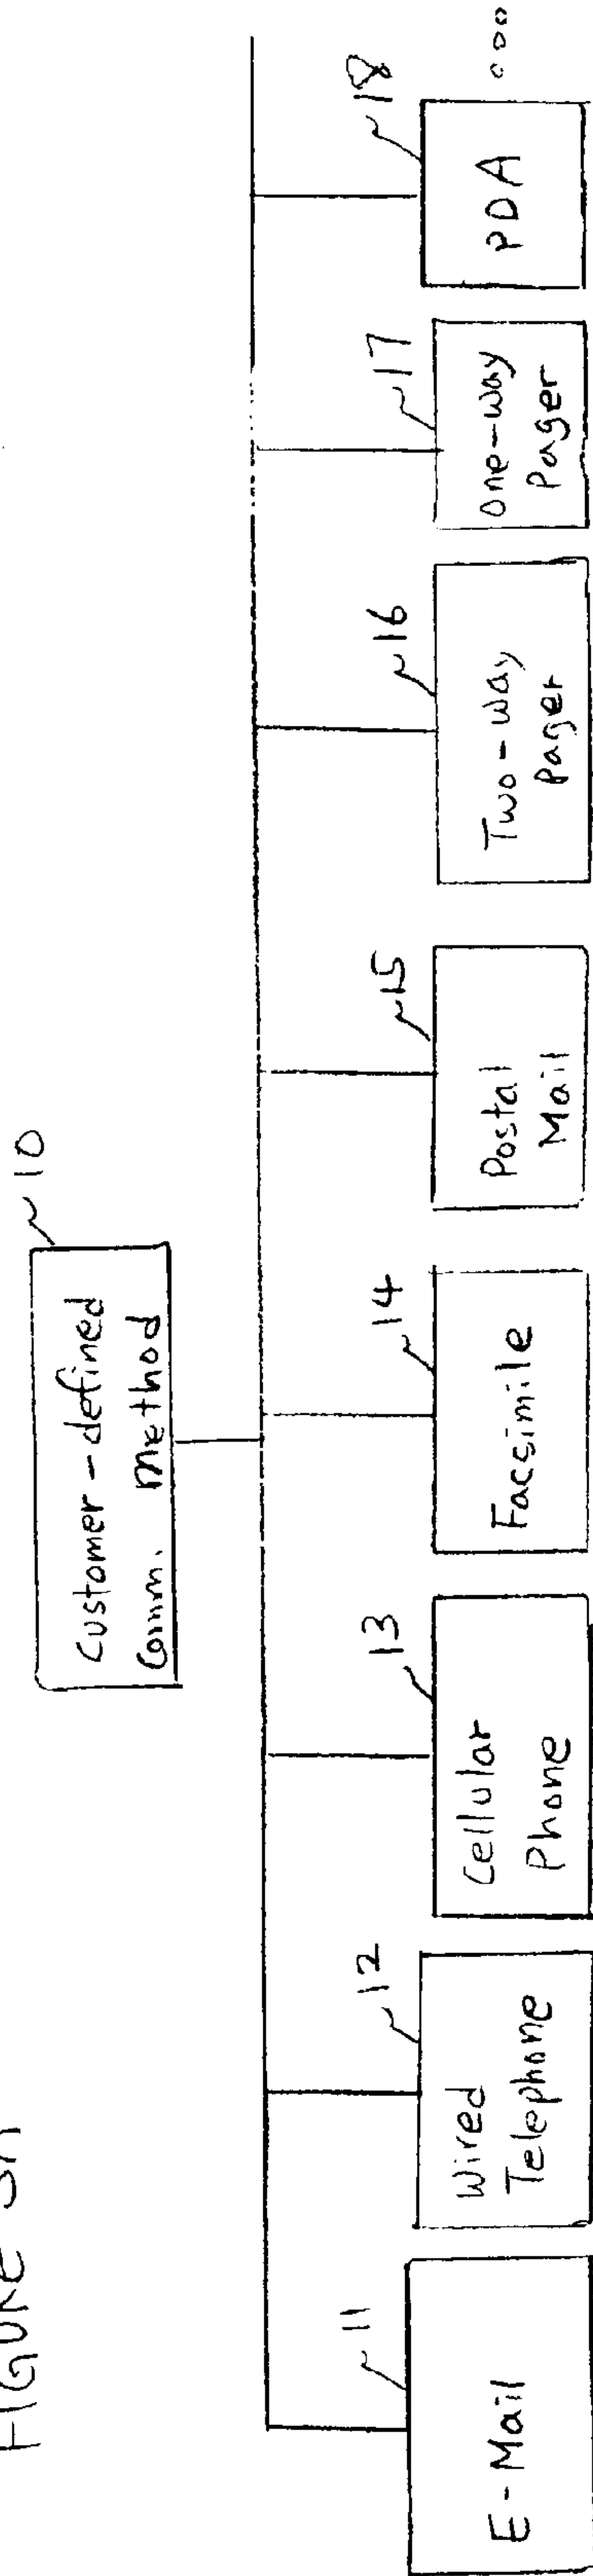 FIGURE
10
Customer-defined
Comm. Method
11
E-Mail
12
Wired
Telephone
13
Cellular
Phone
14
Facsimile
15
Postal
Mail
16
Two-way
Pager
17
One-way
Pager
18
PDA